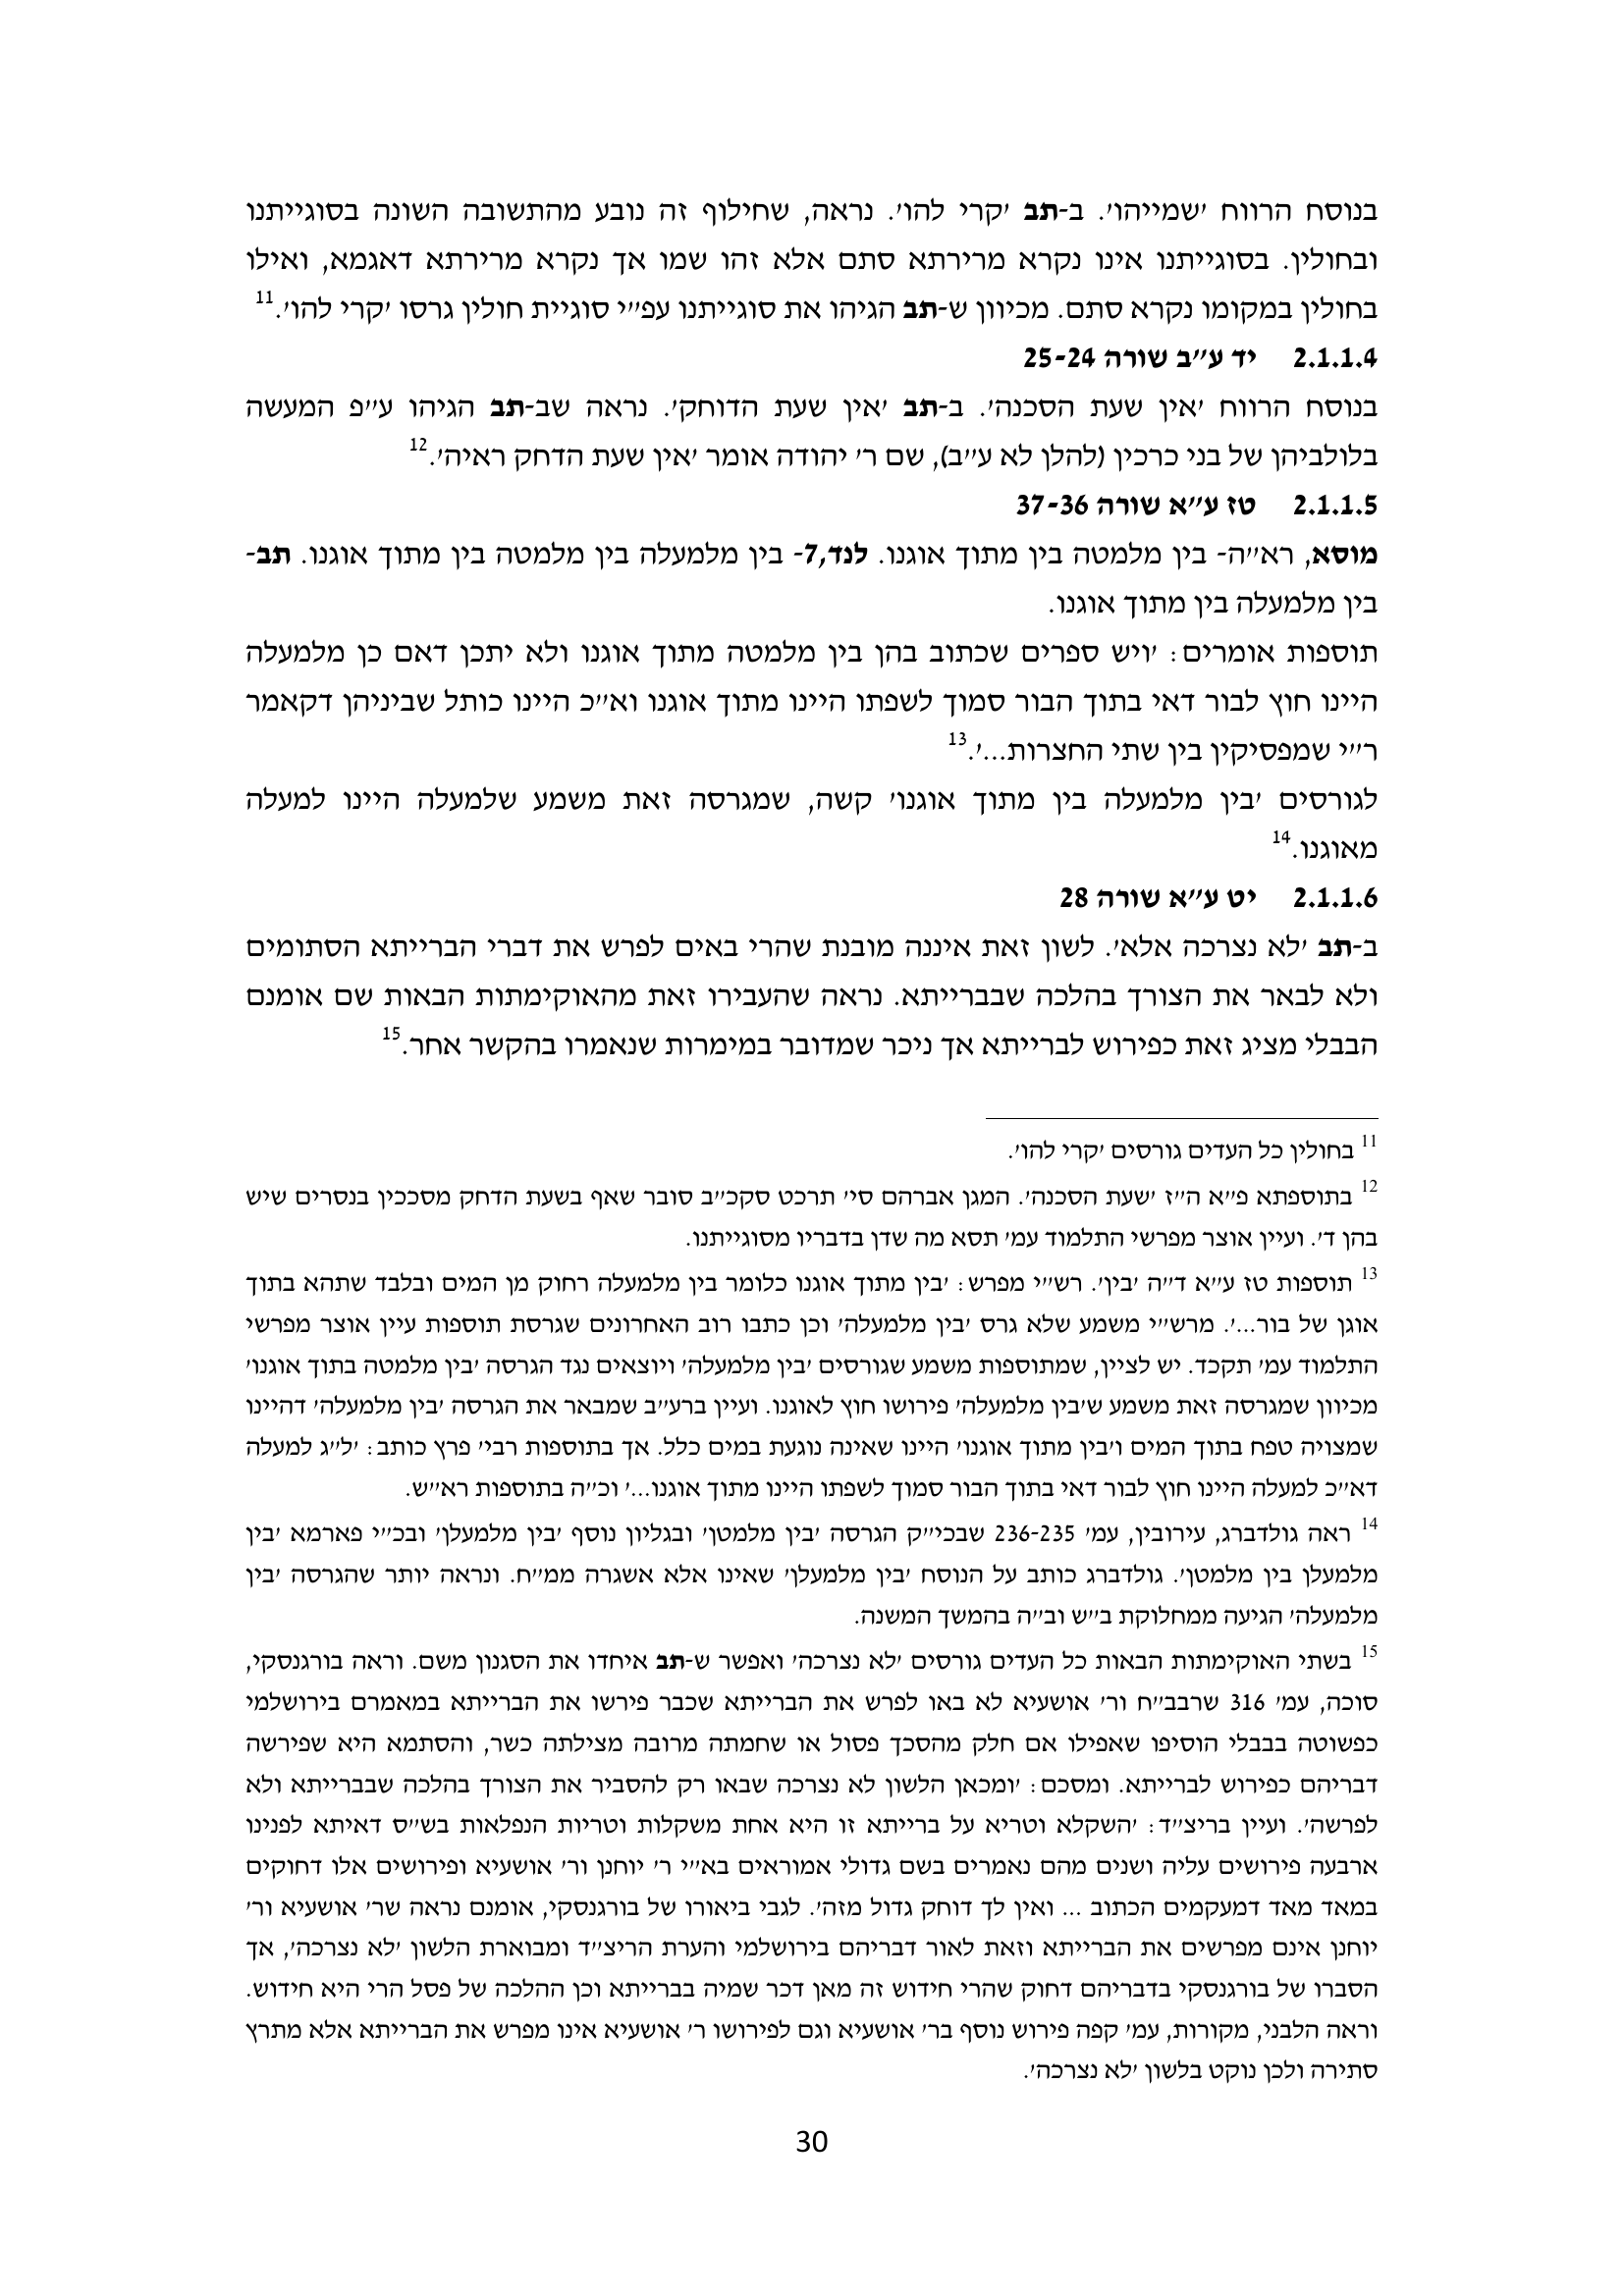 בנוסח הרווח 'שמייהו'. ב-תב 'קרי להו'. נראה, שחילוף זה נובע מהתשובה השונה בסוגייתנו
ובחולין. בסוגייתנו אינו נקרא מרירתא סתם אלא זהו שמו אך נקרא מרירתא דאגמא, ואילו
בחולין במקומו נקרא סתם. מכיוון ש-תב הגיהו את סוגייתנו עפ"י סוגיית חולין גרסו 'קרי להו'.11
2.1.1.4 יד ע"ב שורה 25-24
בנוסח הרווח 'אין שעת הסכנה'. ב-תב 'אין שעת הדוחק'. נראה שב-תב הגיהו ע"פ המעשה
בלולביהן של בני כרכין (להלן לא ע"ב), שם ר' יהודה אומר 'אין שעת הדחק ראיה'.12
2.1.1.5 טז ע"א שורה 37-36
מוסא, רא"ה- בין מלמטה בין מתוך אוגנו. לנד,7- בין מלמעלה בין מלמטה בין מתוך אוגנו. תב-
בין מלמעלה בין מתוך אוגנו.
תוספות אומרים: 'ויש ספרים שכתוב בהן בין מלמטה מתוך אוגנו ולא יתכן דאם כן מלמעלה
היינו חוץ לבור דאי בתוך הבור סמוך לשפתו היינו מתוך אוגנו וא"כ היינו כותל שביניהן דקאמר
ר"י שמפסיקין בין שתי החצרות...'.13
לגורסים 'בין מלמעלה בין מתוך אוגנו' קשה, שמגרסה זאת משמע שלמעלה היינו למעלה
מאוגנו.14
2.1.1.6 יט ע"א שורה 28
ב-תב 'לא נצרכה אלא'. לשון זאת איננה מובנת שהרי באים לפרש את דברי הברייתא הסתומים
ולא לבאר את הצורך בהלכה שבברייתא. נראה שהעבירו זאת מהאוקימתות הבאות שם אומנם
הבבלי מציג זאת כפירוש לברייתא אך ניכר שמדובר במימרות שנאמרו בהקשר אחר.15
11 בחולין כל העדים גורסים 'קרי להו'.
12 בתוספתא פ"א ה"ז 'שעת הסכנה'. המגן אברהם סי' תרכט סקכ"ב סובר שאף בשעת הדחק מסככין בנסרים שיש
בהן ד'. ועיין אוצר מפרשי התלמוד עמ' תסא מה שדן בדבריו מסוגייתנו.
13 תוספות טז ע"א ד"ה 'בין'. רש"י מפרש: 'בין מתוך אוגנו כלומר בין מלמעלה רחוק מן המים ובלבד שתהא בתוך
אוגן של בור...'. מרש"י משמע שלא גרס 'בין מלמעלה' וכן כתבו רוב האחרונים שגרסת תוספות עיין אוצר מפרשי
התלמוד עמ' תקכד. יש לציין, שמתוספות משמע שגורסים 'בין מלמעלה' ויוצאים נגד הגרסה 'בין מלמטה בתוך אוגנו'
מכיוון שמגרסה זאת משמע ש'בין מלמעלה' פירושו חוץ לאוגנו. ועיין ברע"ב שמבאר את הגרסה 'בין מלמעלה' דהיינו
שמצויה טפח בתוך המים ו'בין מתוך אוגנו' היינו שאינה נוגעת במים כלל. אך בתוספות רבי' פרץ כותב: 'ל"ג למעלה
דא"כ למעלה היינו חוץ לבור דאי בתוך הבור סמוך לשפתו היינו מתוך אוגנו...' וכ"ה בתוספות רא"ש.
14 ראה גולדברג, עירובין, עמ' 236-235 שבכי"ק הגרסה 'בין מלמטן' ובגליון נוסף 'בין מלמעלן' ובכ"י פארמא 'בין
מלמעלן בין מלמטן'. גולדברג כותב על הנוסח 'בין מלמעלן' שאינו אלא אשגרה ממ"ח. ונראה יותר שהגרסה 'בין
מלמעלה' הגיעה ממחלוקת ב"ש וב"ה בהמשך המשנה.
15 בשתי האוקימתות הבאות כל העדים גורסים 'לא נצרכה' ואפשר ש-תב איחדו את הסגנון משם. וראה בורגנסקי,
סוכה, עמ' 316 שרבב"ח ור' אושעיא לא באו לפרש את הברייתא שכבר פירשו את הברייתא במאמרם בירושלמי
כפשוטה בבבלי הוסיפו שאפילו אם חלק מהסכך פסול או שחמתה מרובה מצילתה כשר, והסתמא היא שפירשה
דבריהם כפירוש לברייתא. ומסכם: 'ומכאן הלשון לא נצרכה שבאו רק להסביר את הצורך בהלכה שבברייתא ולא
לפרשה'. ועיין בריצ"ד: 'השקלא וטריא על ברייתא זו היא אחת משקלות וטריות הנפלאות בש"ס דאיתא לפנינו
ארבעה פירושים עליה ושנים מהם נאמרים בשם גדולי אמוראים בא"י ר' יוחנן ור' אושעיא ופירושים אלו דחוקים
במאד מאד דמעקמים הכתוב ... ואין לך דוחק גדול מזה'. לגבי ביאורו של בורגנסקי, אומנם נראה שר' אושעיא ור'
יוחנן אינם מפרשים את הברייתא וזאת לאור דבריהם בירושלמי והערת הריצ"ד ומבוארת הלשון 'לא נצרכה', אך
הסברו של בורגנסקי בדבריהם דחוק שהרי חידוש זה מאן דכר שמיה בברייתא וכן ההלכה של פסל הרי היא חידוש.
וראה הלבני, מקורות, עמ' קפה פירוש נוסף בר' אושעיא וגם לפירושו ר' אושעיא אינו מפרש את הברייתא אלא מתרץ
סתירה ולכן נוקט בלשון 'לא נצרכה'.
30